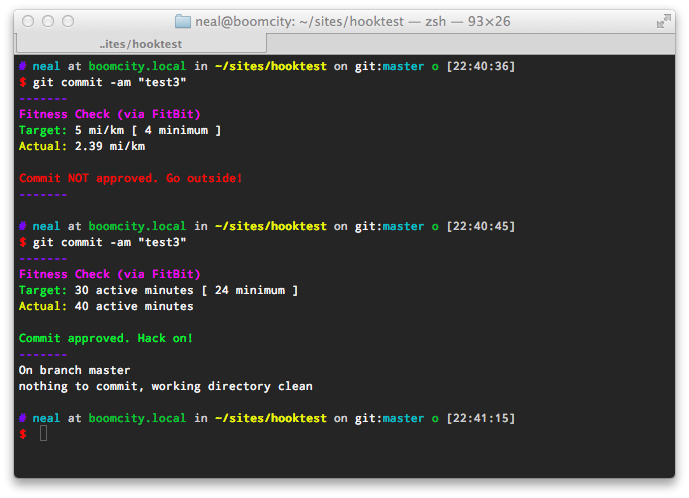 neal@boomcity: ~/sites/hooktest — zsh — 93×26
..ites/hooktest
# neal at boomcity.local in ~/sites/hooktest on git:master o [22:40:36]
$ git commit -am "test3"
-------
Fitness Check (via FitBit)
Target: 5 mi/km [ 4 minimum ]
Actual: 2.39 mi/km
Commit NOT approved. Go outside!
-------
# neal at boomcity.local in ~/sites/hooktest on git:master o [22:40:45]
$ git commit -am "test3"
-------
Fitness Check (via FitBit)
Target: 30 active minutes [ 24 minimum ]
Actual: 40 active minutes
Commit approved. Hack on!
-------
On branch master
nothing to commit, working directory clean
# neal at boomcity.local in ~/sites/hooktest on git:master o [22:41:15]
$